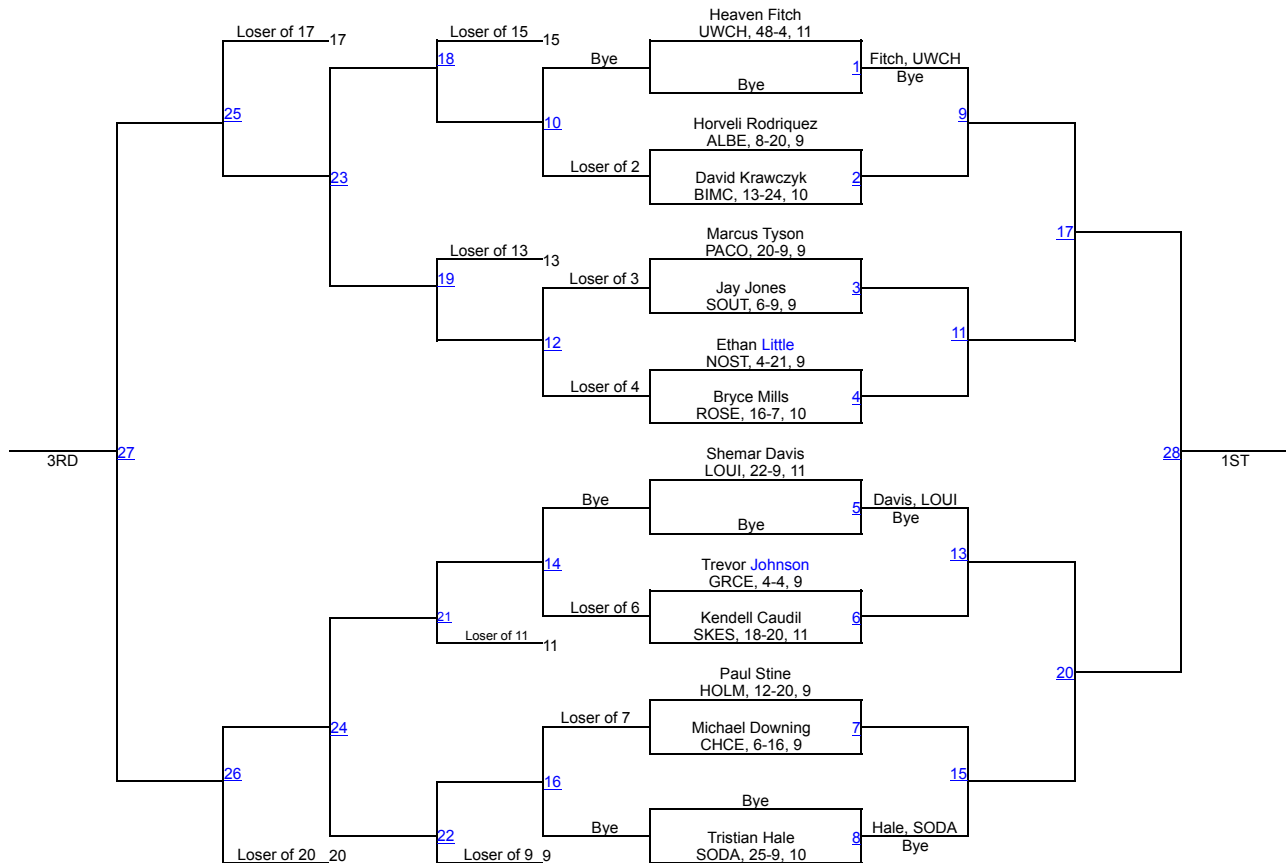 Heaven Fitch
UWCH, 48-4, 11
Loser of 17 17
Loser of 15 15
18
Bye
1
Fitch, UWCH
Bye
Bye
25
10
9
Horveli Rodriquez
ALBE, 8-20, 9
Loser of 2
23
David Krawczyk
2
BIMC, 13-24, 10
Marcus Tyson
PACO, 20-9, 9
17
Loser of 13 13
19
Loser of 3
Jay Jones
3
SOUT, 6-9, 9
12
11
Ethan Little
NOST, 4-21, 9
Loser of 4
Bryce Mills
4
ROSE, 16-7, 10
3RD
27
28
1ST
Shemar Davis
LOUI, 22-9, 11
Bye
5
Davis, LOUI
Bye
Bye
14
13
Trevor Johnson
GRCE, 4-4, 9
21
Loser of 6
Kendell Caudil
6
SKES, 18-20, 11
Loser of 11 11
20
Paul Stine
HOLM, 12-20, 9
24
Loser of 7
Michael Downing
7
CHCE, 6-16, 9
26
16
15
Bye
22
Bye
Tristian Hale
8
Hale, SODA
Bye
SODA, 25-9, 10
Loser of 20 20
Loser of 9 9